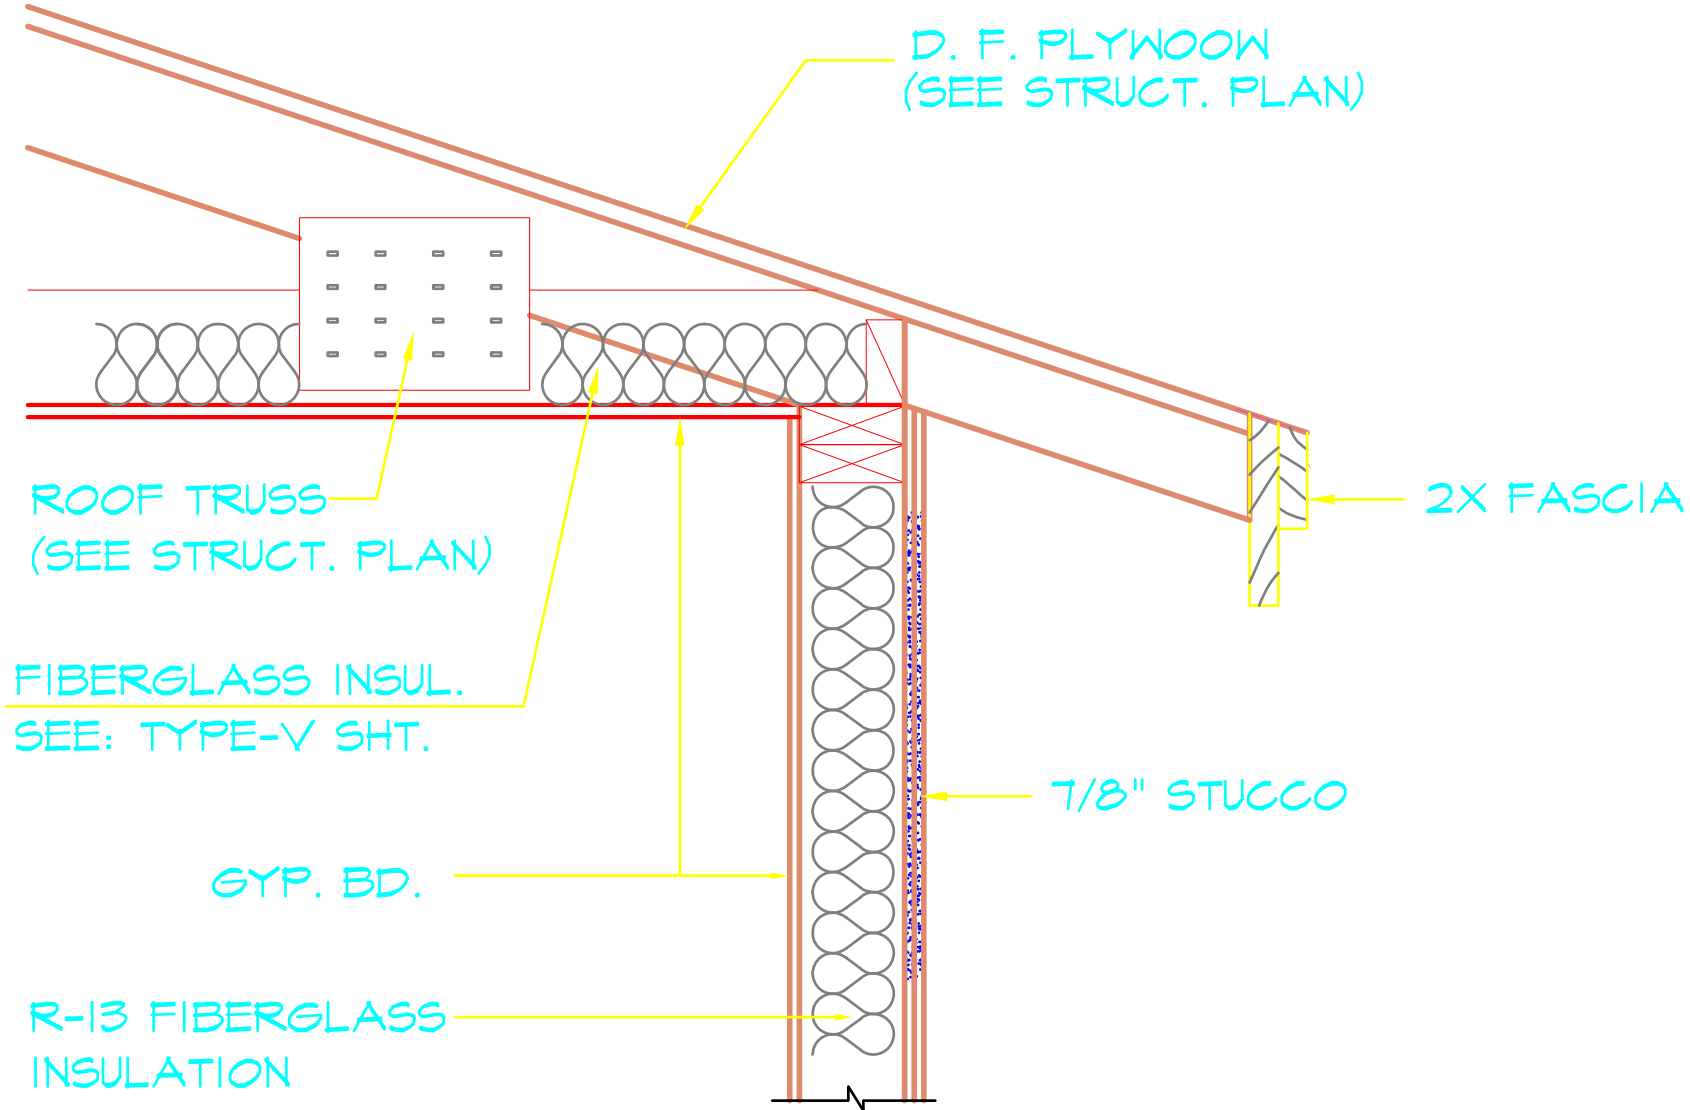 D. F. PLYWOOW
(SEE STRUCT. PLAN)
ROOF TRUSS
(SEE STRUCT. PLAN)
2X FASCIA
FIBERGLASS INSUL.
SEE: TYPE-V SHT.
7/8" STUCCO
GYP. BD.
R-13 FIBERGLASS
INSULATION